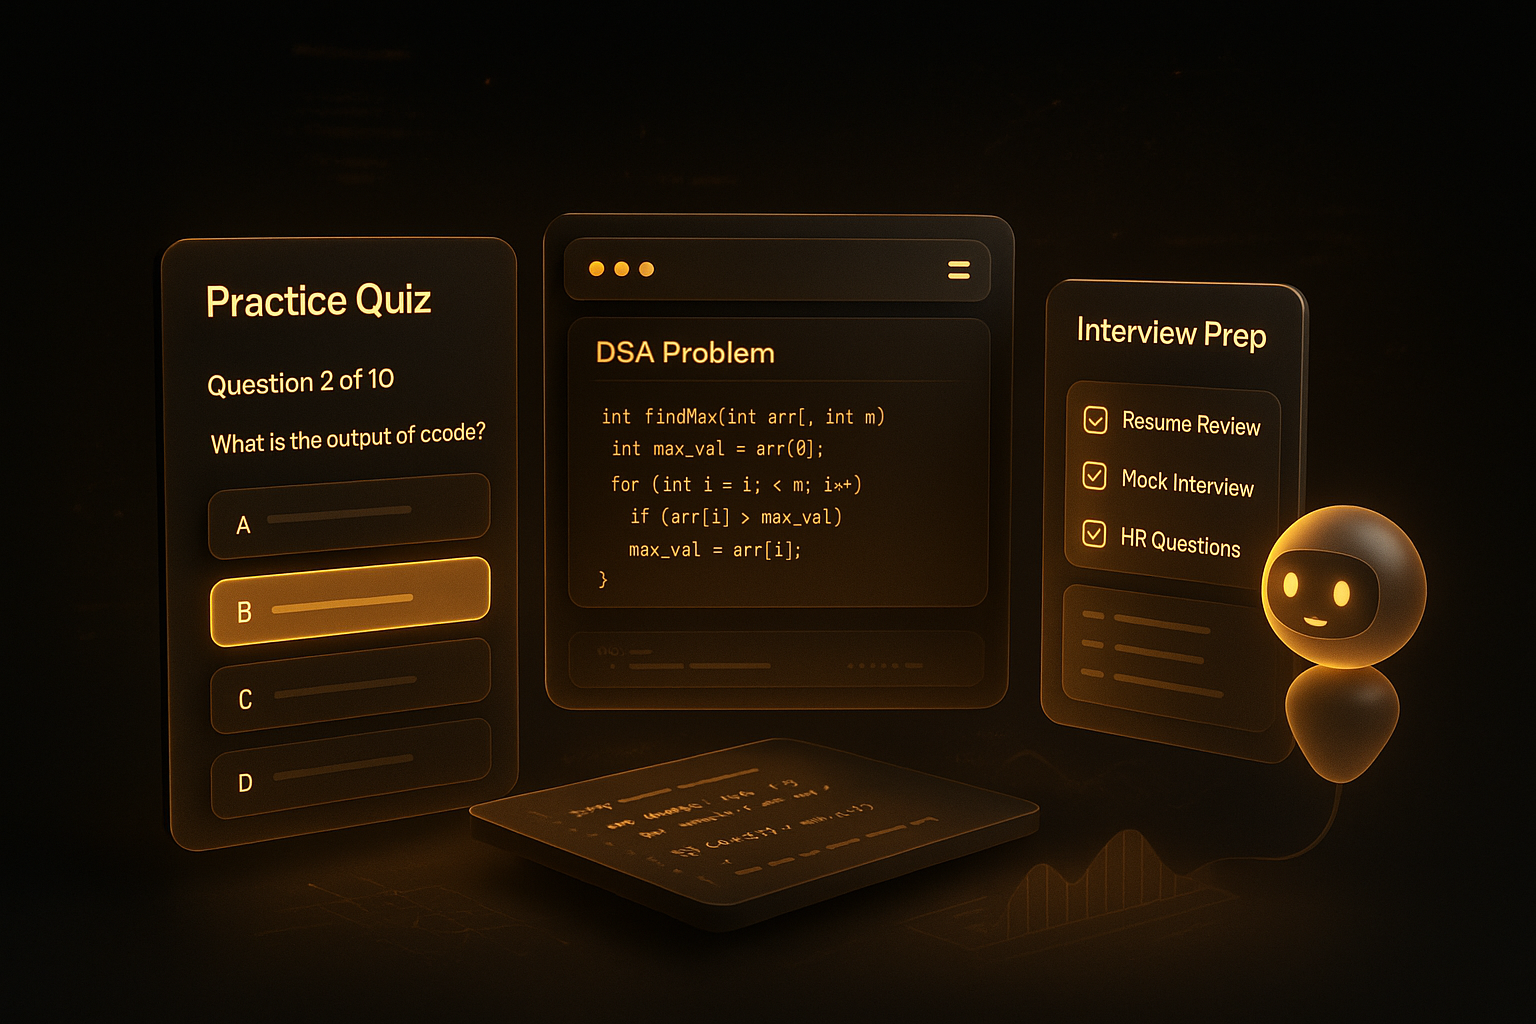 Practice Quiz
Question 2 of 10
What is the output of ccode?
A
B
C
D
DSA Problem
int findMax(int arr[, int m)
int max_val = arr(0];
for (int i = i; < m; i*+)
if (arr[i] > max_val)
max_val = arr[i];
}
Interview Prep
Resume Review
Mock Interview
HR Questions